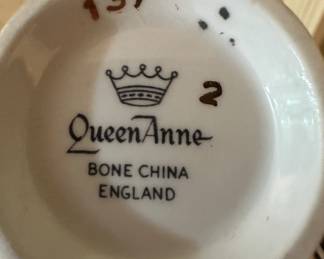 2
Queen Anne
BONE CHINA
ENGLAND